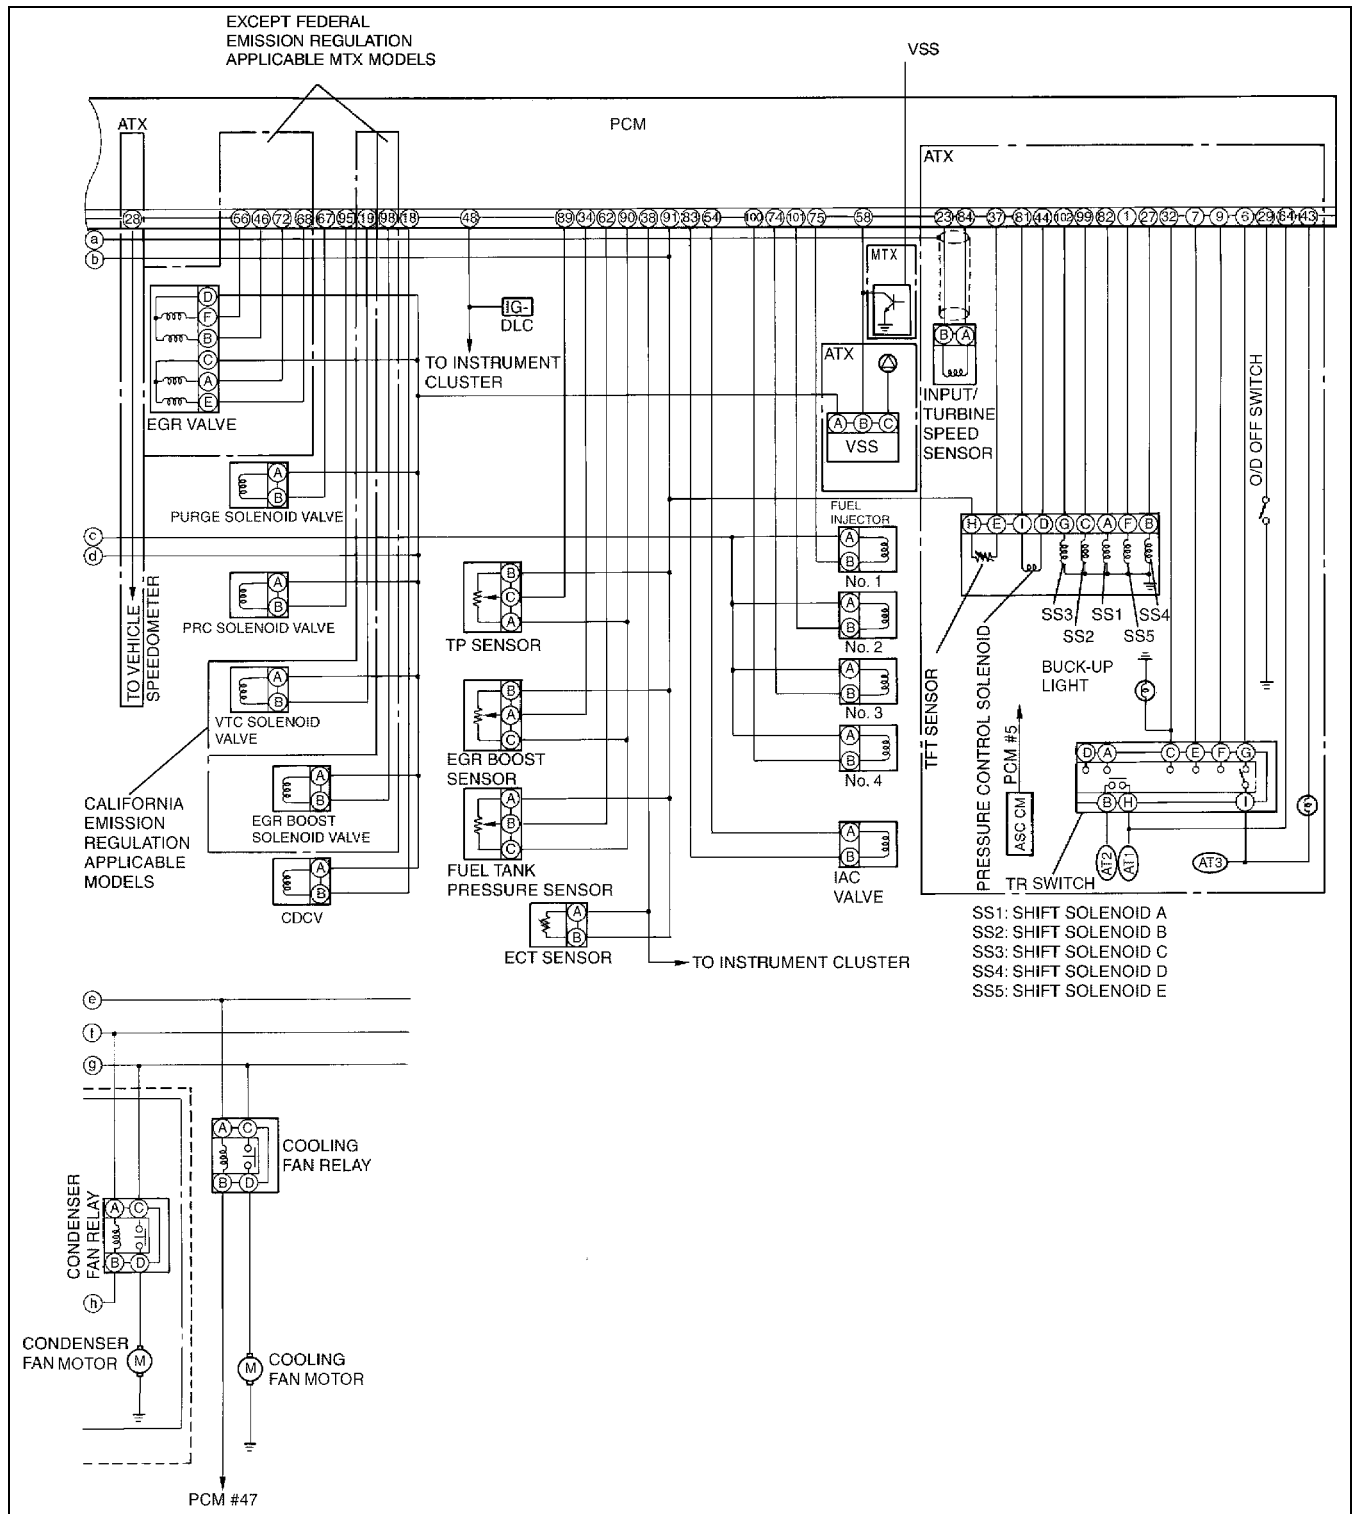 EXCEPT FEDERAL
EMISSION REGULATION
APPLICABLE MTX MODELS
VSS
ATX
PCM
ATX
28 56 46 72 68 67 95 19 98 18 48 89 34 62 90 38 91 83 54 100 74 101 75 58 23 84 37 81 44 102 99 82 1 27 32 7 9 6 29 64 43
a
b
MTX
D
F
B
C
A
E
EGR VALVE
IG-
DLC
TO INSTRUMENT
CLUSTER
ATX
A B C
VSS
B A
INPUT/
TURBINE
SPEED
SENSOR
O/D OFF SWITCH
A
B
PURGE SOLENOID VALVE
c
d
A
B
PRC SOLENOID VALVE
TO VEHICLE
SPEEDOMETER
A
B
VTC SOLENOID
VALVE
A
B
EGR BOOST
SOLENOID VALVE
A
B
CDCV
CALIFORNIA
EMISSION
REGULATION
APPLICABLE
MODELS
B
C
A
TP SENSOR
B
A
C
EGR BOOST
SENSOR
A
B
C
FUEL TANK
PRESSURE SENSOR
A
B
ECT SENSOR
TO INSTRUMENT CLUSTER
FUEL
INJECTOR
A
B
No. 1
A
B
No. 2
A
B
No. 3
A
B
No. 4
A
B
IAC
VALVE
H E I D G C A F B
SS3 SS1 SS4
SS2 SS5
TFT SENSOR
PRESSURE CONTROL SOLENOID
BUCK-UP
LIGHT
PCM #5
ASC CM
D A C E F G
B H I
AT2 AT1 AT3
TR SWITCH
SS1: SHIFT SOLENOID A
SS2: SHIFT SOLENOID B
SS3: SHIFT SOLENOID C
SS4: SHIFT SOLENOID D
SS5: SHIFT SOLENOID E
e
f
g
A C
B D
COOLING
FAN RELAY
CONDENSER
FAN RELAY
A C
B D
h
CONDENSER
FAN MOTOR
M
M
COOLING
FAN MOTOR
PCM #47